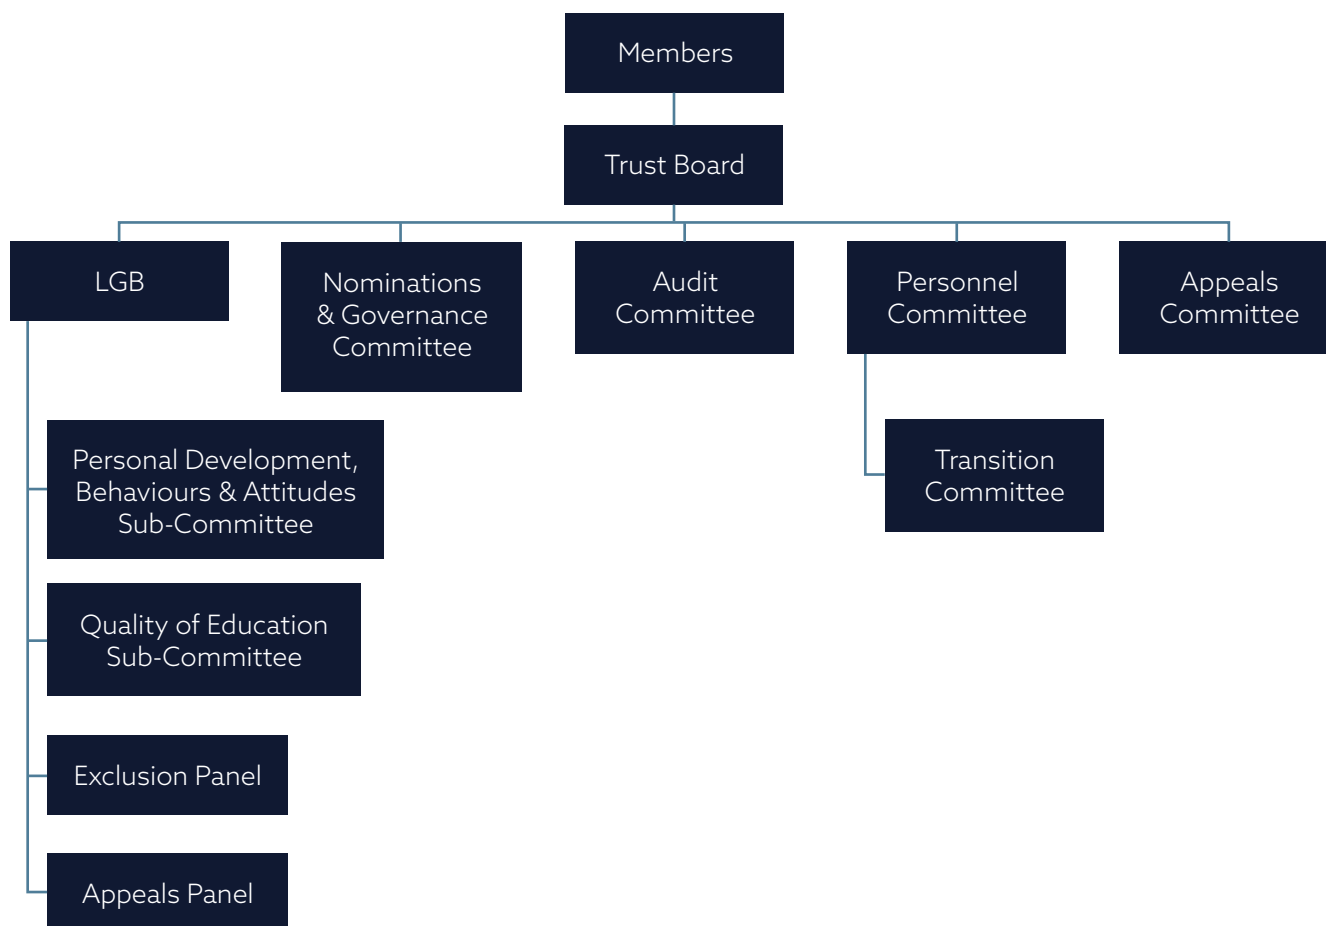 Members
Trust Board
LGB
Nominations
& Governance
Committee
Audit
Committee
Personnel
Committee
Appeals
Committee
Personal Development,
Behaviours & Attitudes
Sub-Committee
Transition
Committee
Quality of Education
Sub-Committee
Exclusion Panel
Appeals Panel